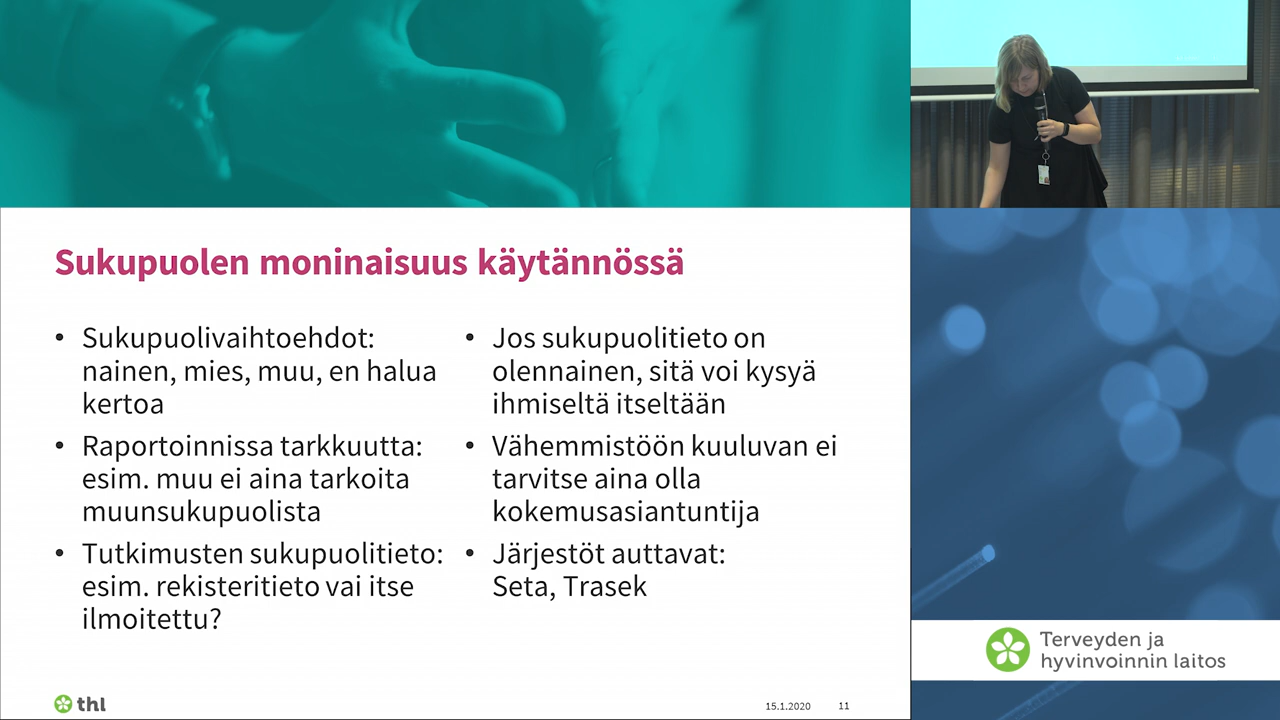 Sukupuolen moninaisuus käytännössä
• Sukupuolivaihtoehdot:
nainen, mies, muu, en halua
kertoa
• Raportoinnissa tarkkuutta:
esim. muu ei aina tarkoita
muunsukupuolista
• Tutkimusten sukupuolitieto:
esim. rekisteritieto vai itse
ilmoitettu?
• Jos sukupuolitieto on
olennainen, sitä voi kysyä
ihmiseltä itseltään
• Vähemmistöön kuuluvan ei
tarvitse aina olla
kokemusasiantuntija
• Järjestöt auttavat:
Seta, Trasek
thl
15.1.2020
11
Terveyden ja
hyvinvoinnin laitos